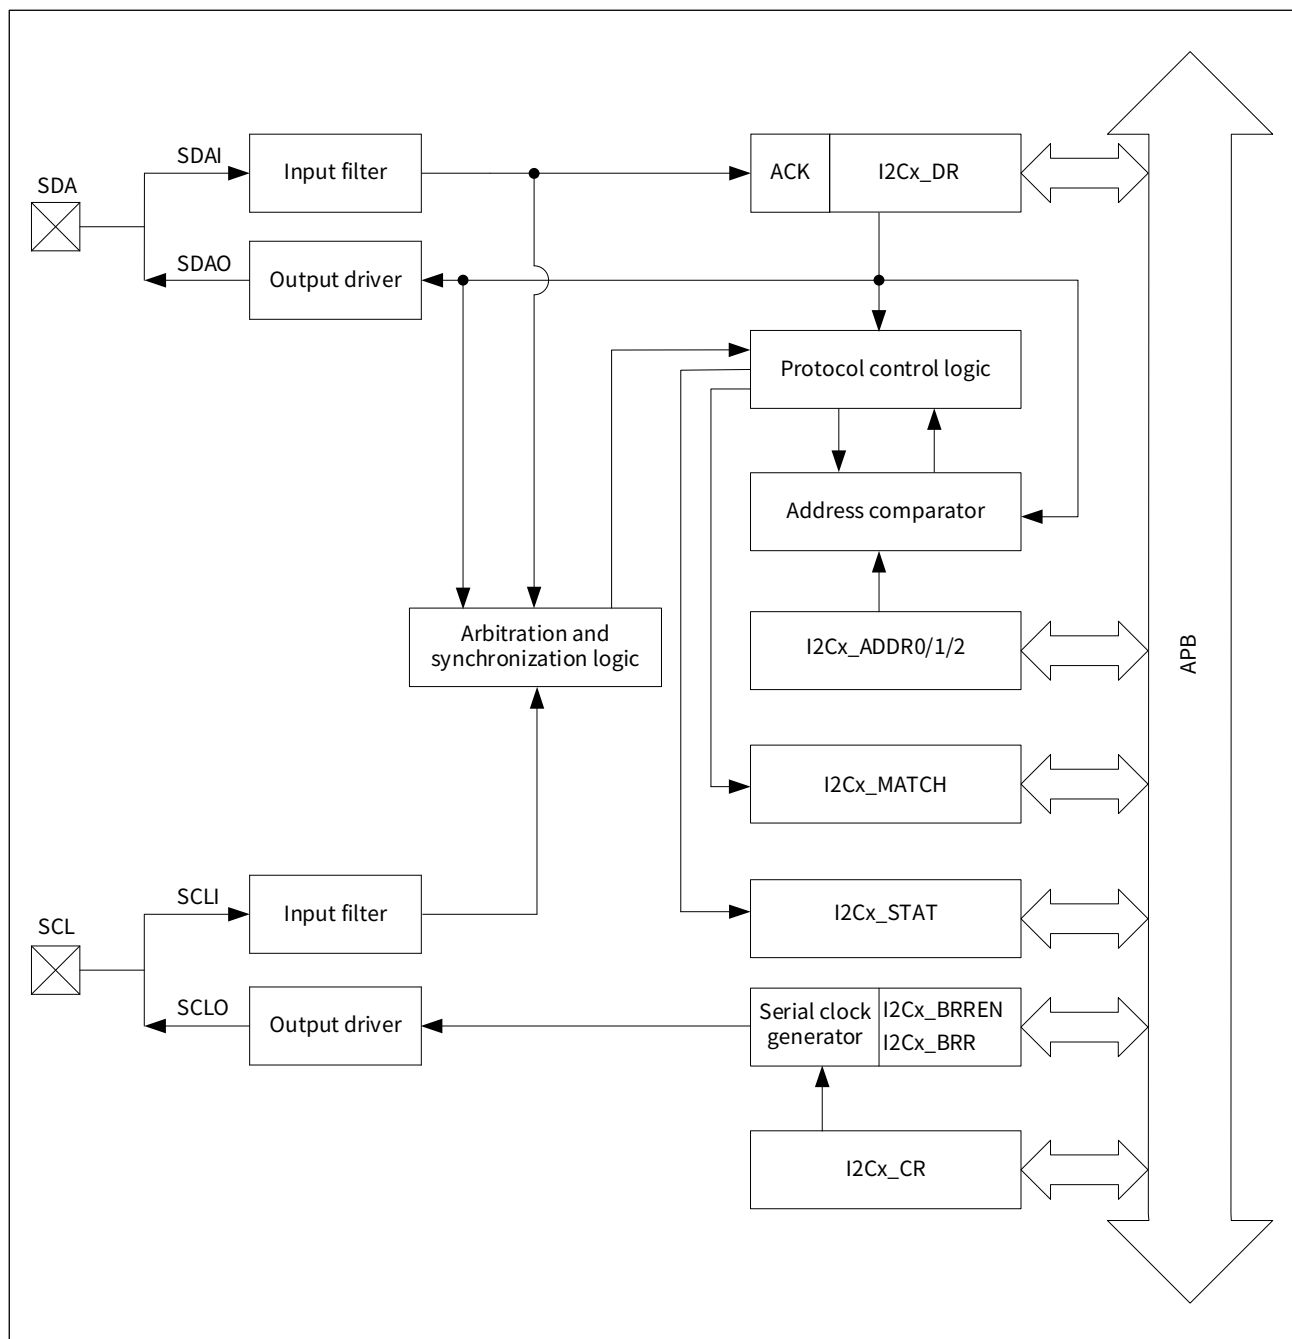 SDAI
Input filter
ACK
I2Cx_DR
SDA
SDAO
Output driver
Protocol control logic
Address comparator
Arbitration and
synchronization logic
I2Cx_ADDR0/1/2
APB
I2Cx_MATCH
SCLI
Input filter
I2Cx_STAT
SCL
SCLO
Output driver
Serial clock
generator
I2Cx_BRREN
I2Cx_BRR
I2Cx_CR